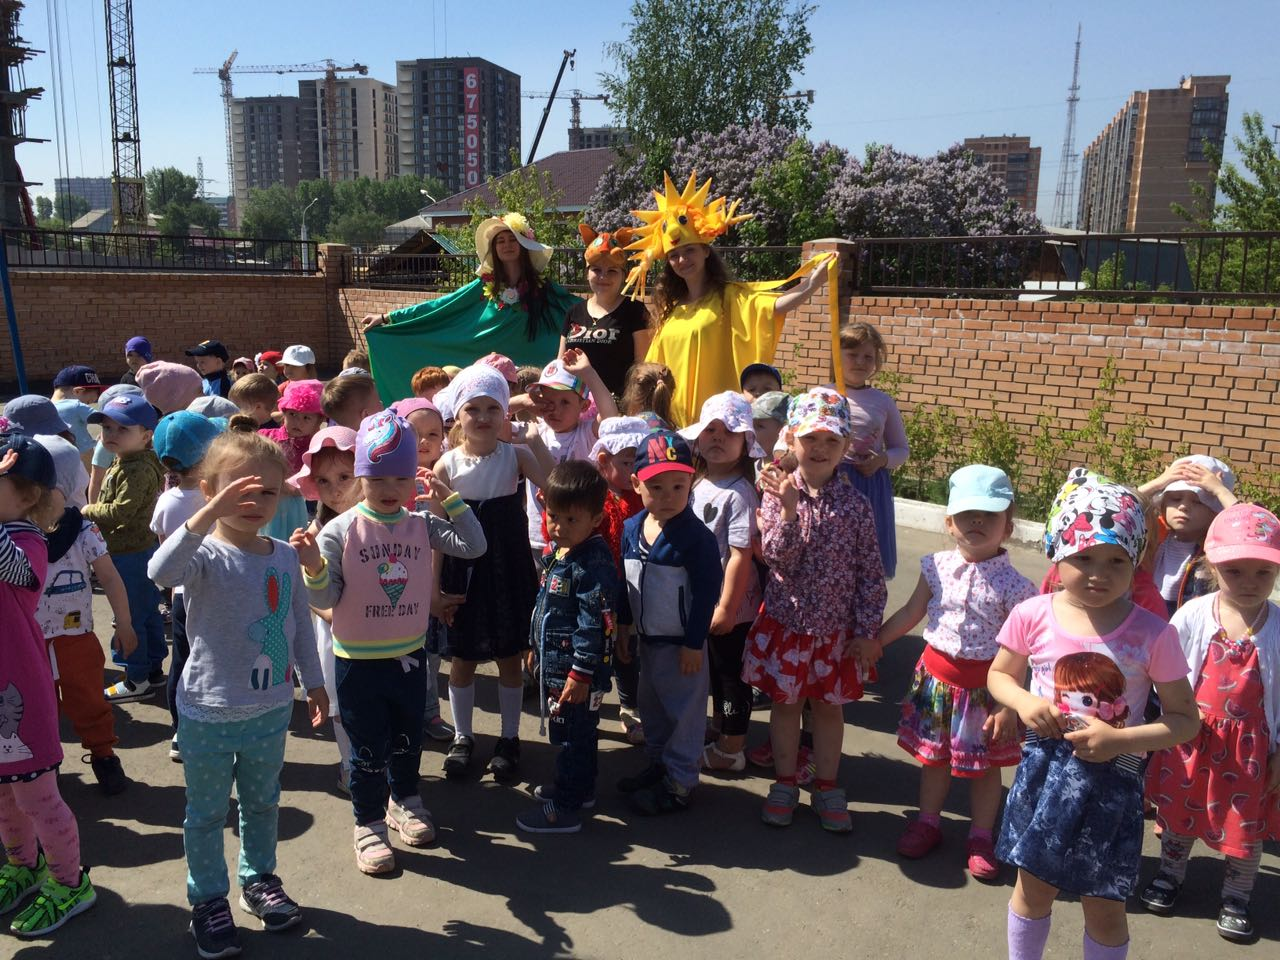 675050
Dior
CHRISTIAN DIOR
SUNDAY
FREE DAY
NYC